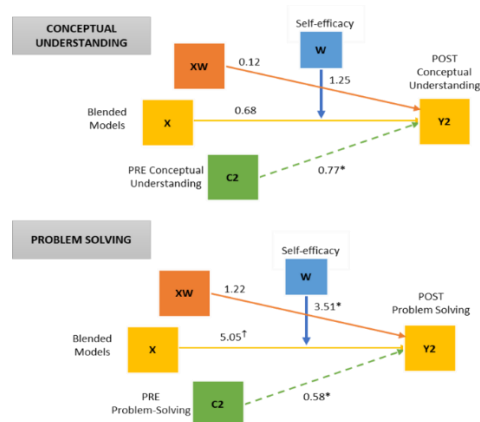 CONCEPTUAL
UNDERSTANDING
Self-efficacy
W
POST
Conceptual
Understanding
XW
0.12
1.25
Blended
Models
X
0.68
Y2
PRE Conceptual
Understanding
C2
0.77*
PROBLEM SOLVING
Self-efficacy
W
POST
Problem Solving
XW
1.22
3.51*
Blended
Models
X
5.05↑
Y2
PRE
Problem-Solving
C2
0.58*